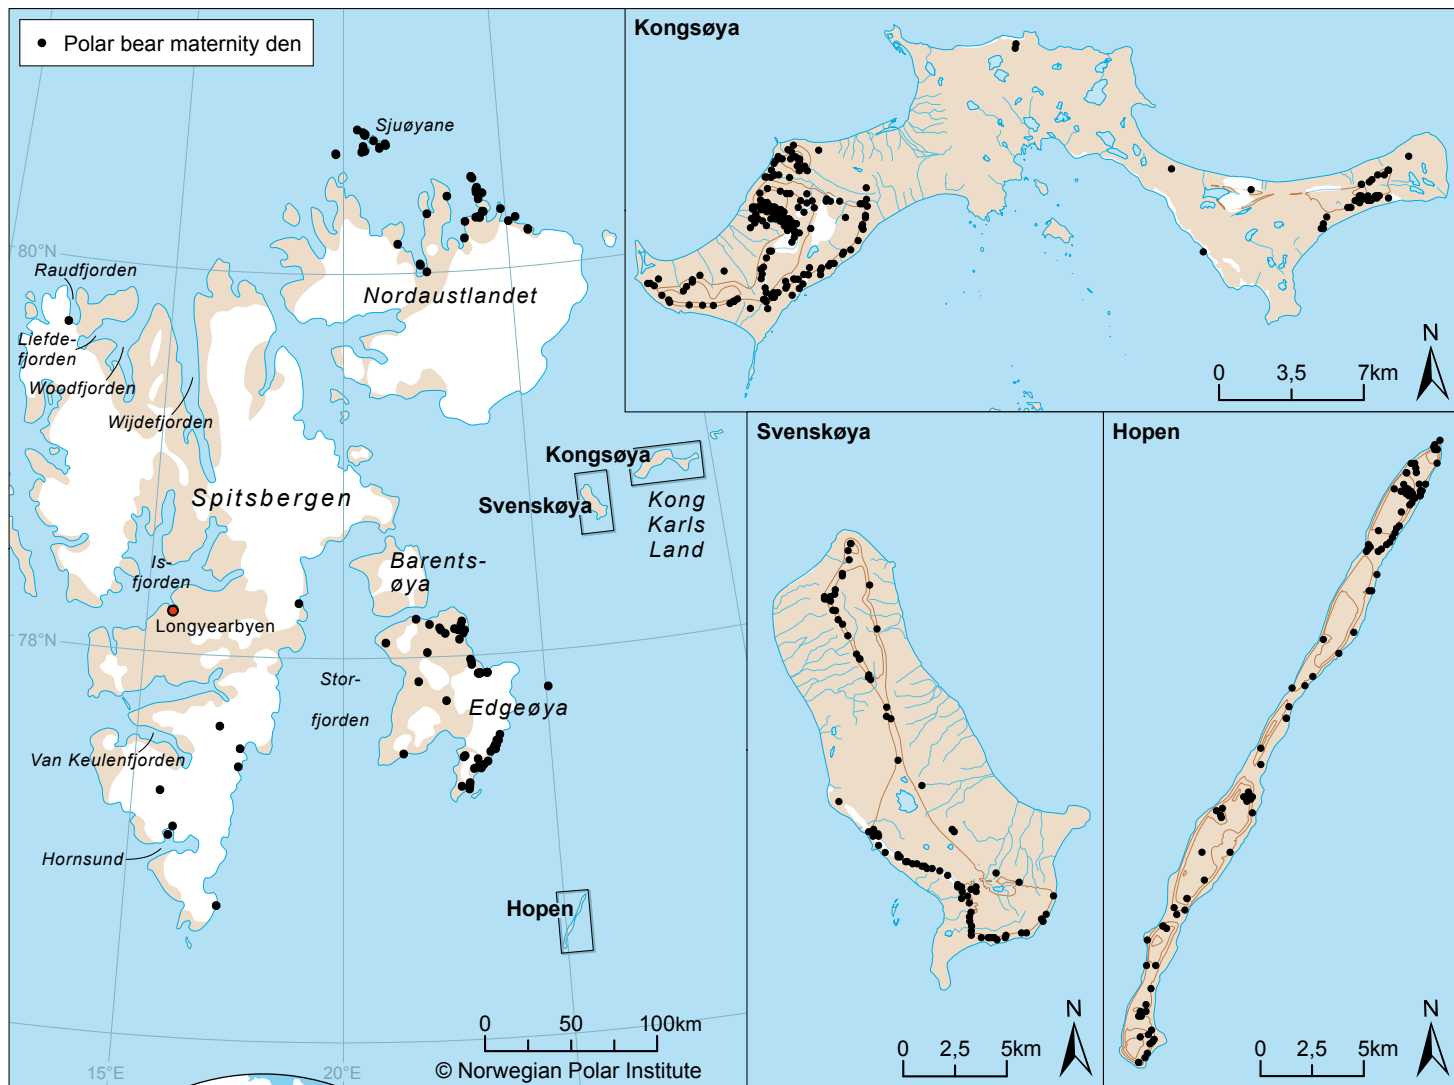 Polar bear maternity den
Sjuøyane
80°N
Raudfjorden
Liefde-
fjorden
Woodfjorden
Wijdefjorden
Nordaustlandet
Spitsbergen
Kongsøya
Svenskøya
Kong
Karls
Land
Is-
fjorden
Barents-
øya
Longyearbyen
78°N
Stor-
fjorden
Edgeøya
Van Keulenfjorden
Hornsund
Hopen
0 50 100km
© Norwegian Polar Institute
15°E
20°E
Kongsøya
N
0 3,5 7km
Svenskøya
N
0 2,5 5km
Hopen
N
0 2,5 5km